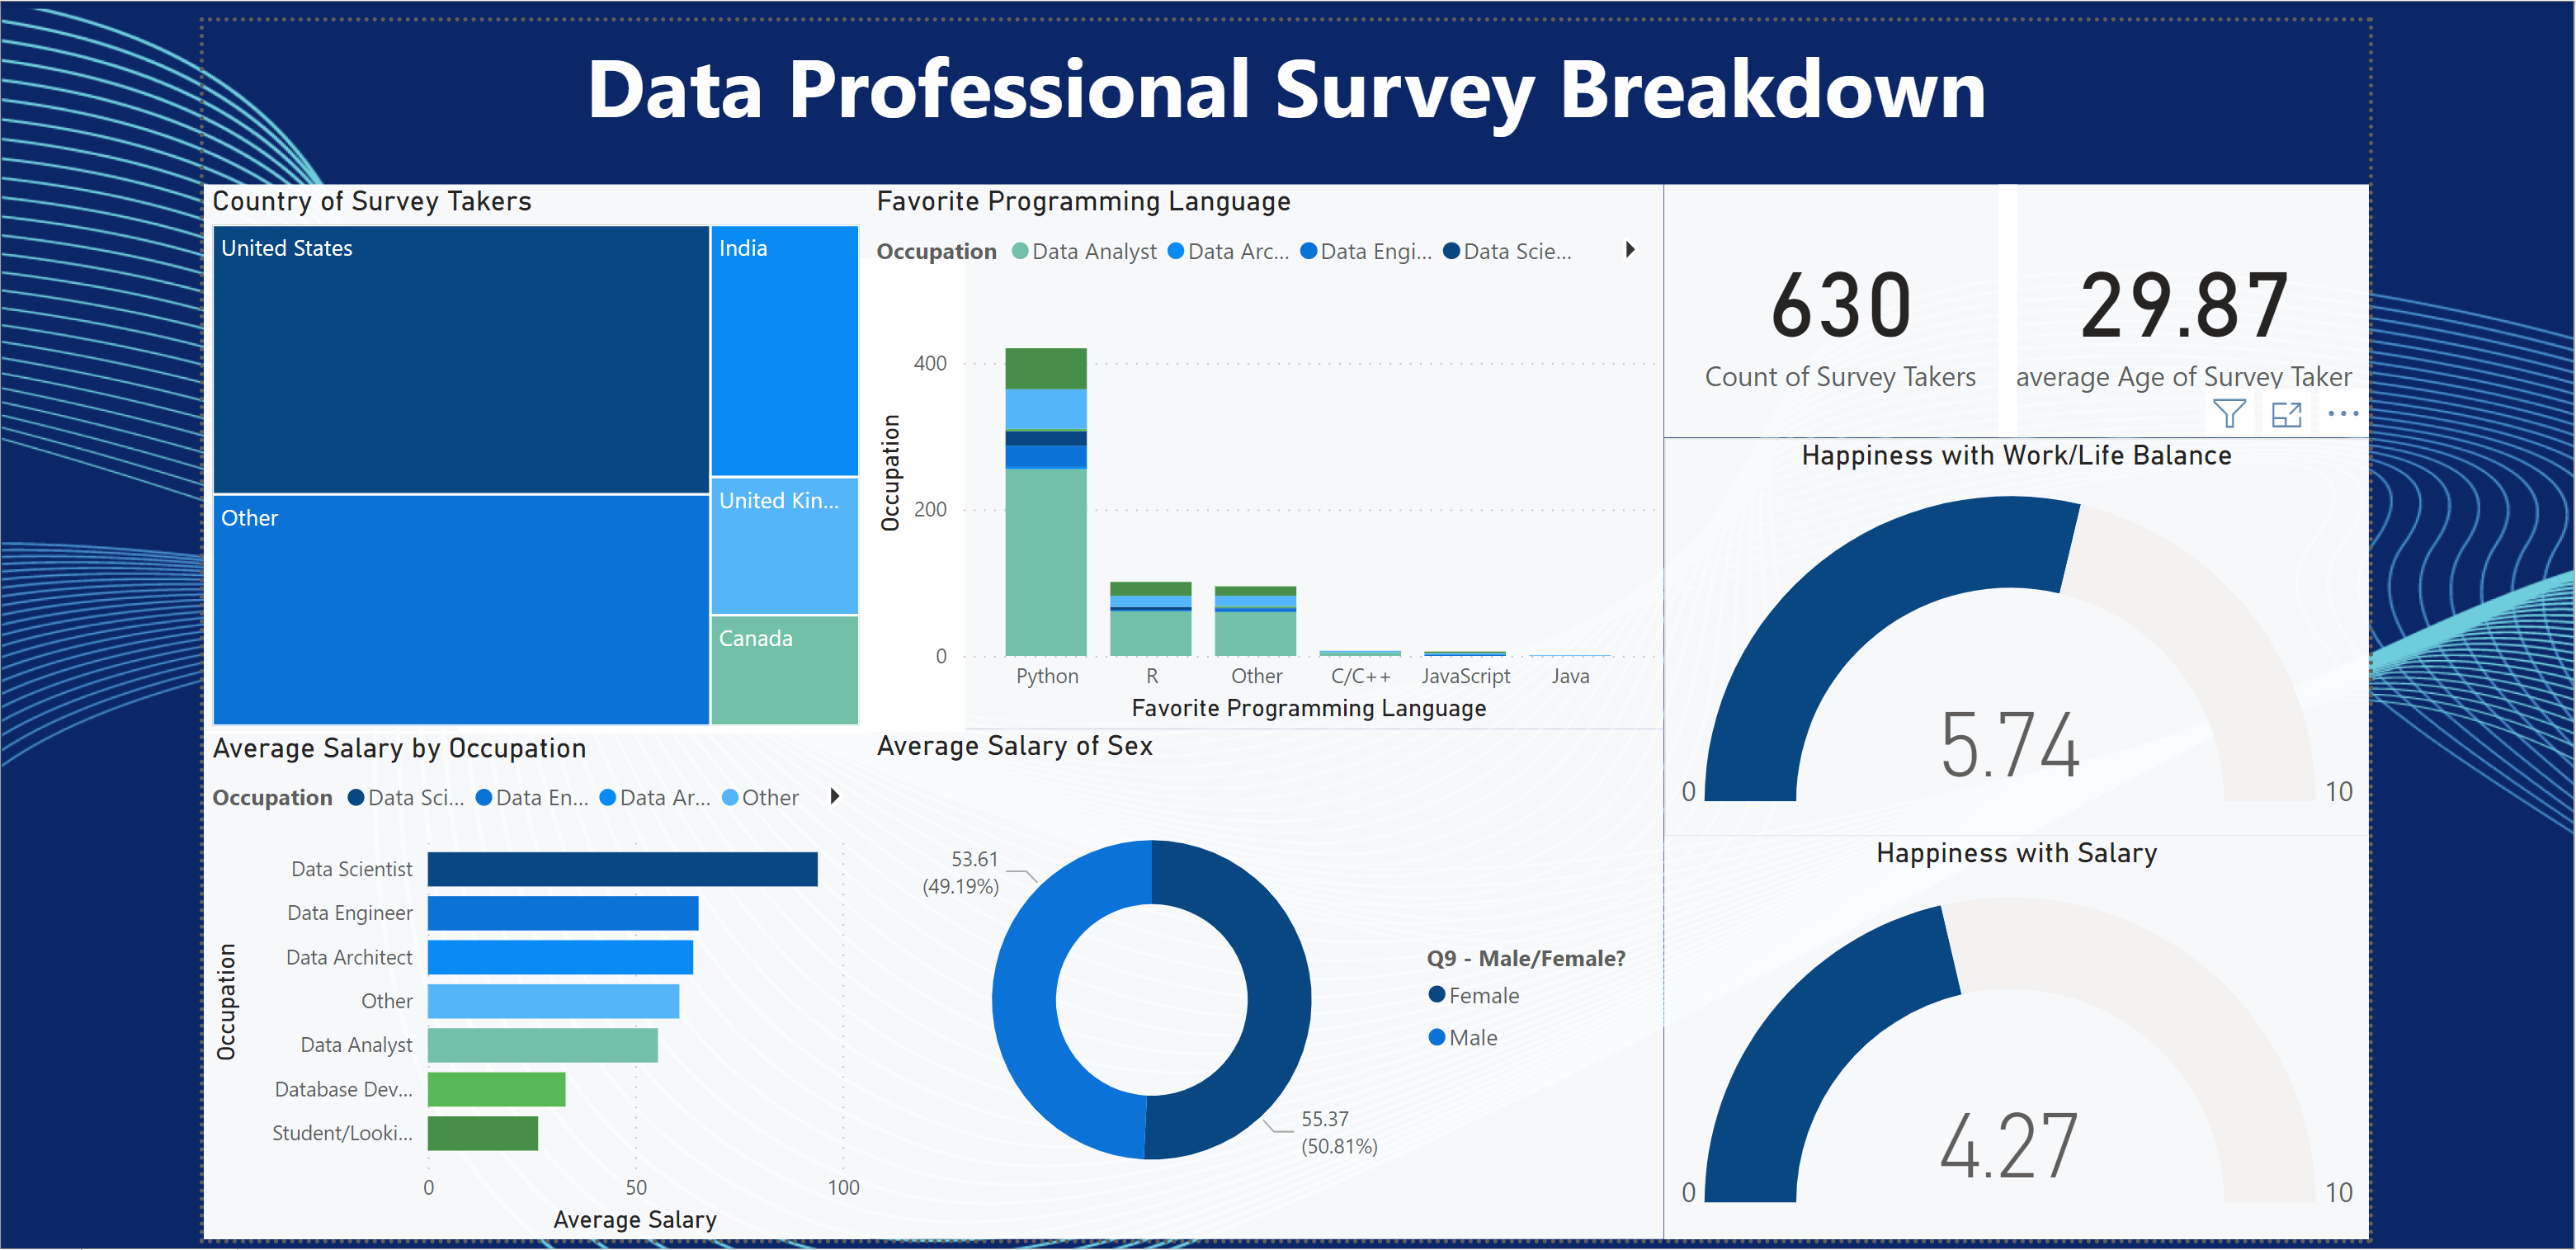 Data Professional Survey Breakdown
Country of Survey Takers
United States
India
Other
United Kin...
Canada
Favorite Programming Language
Occupation Data Analyst Data Arc... Data Engi... Data Scie...
Occupation
400
200
0
Python R Other C/C++ JavaScript Java
Favorite Programming Language
630
Count of Survey Takers
29.87
average Age of Survey Taker
Happiness with Work/Life Balance
5.74
0 10
Average Salary by Occupation
Occupation Data Sci... Data En... Data Ar... Other
Occupation
Data Scientist
Data Engineer
Data Architect
Other
Data Analyst
Database Dev...
Student/Looki...
0 50 100
Average Salary
Average Salary of Sex
53.61
(49.19%)
55.37
(50.81%)
Q9 - Male/Female?
Female
Male
Happiness with Salary
4.27
0 10